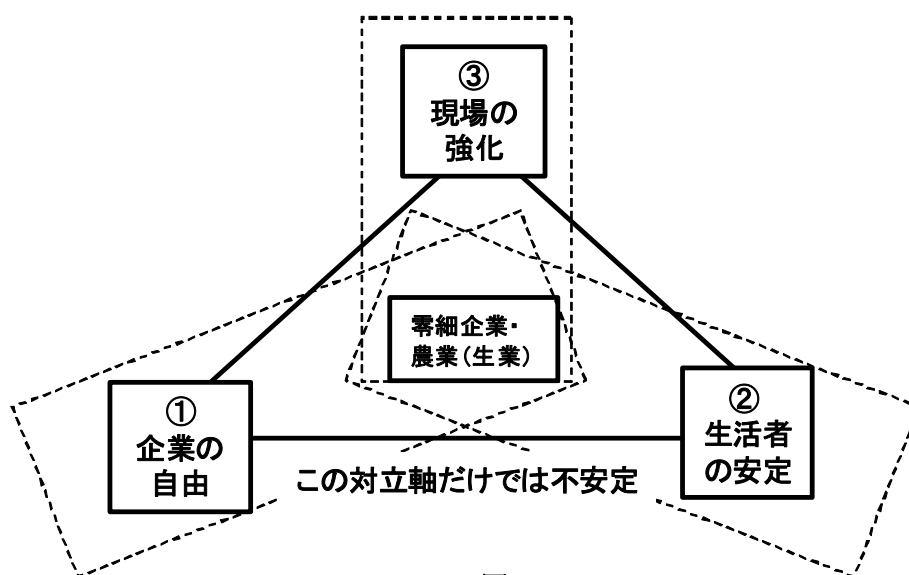 ③
現場の
強化
零細企業・
農業(生業)
①
企業の
自由
②
生活者
の安定
この対立軸だけでは不安定